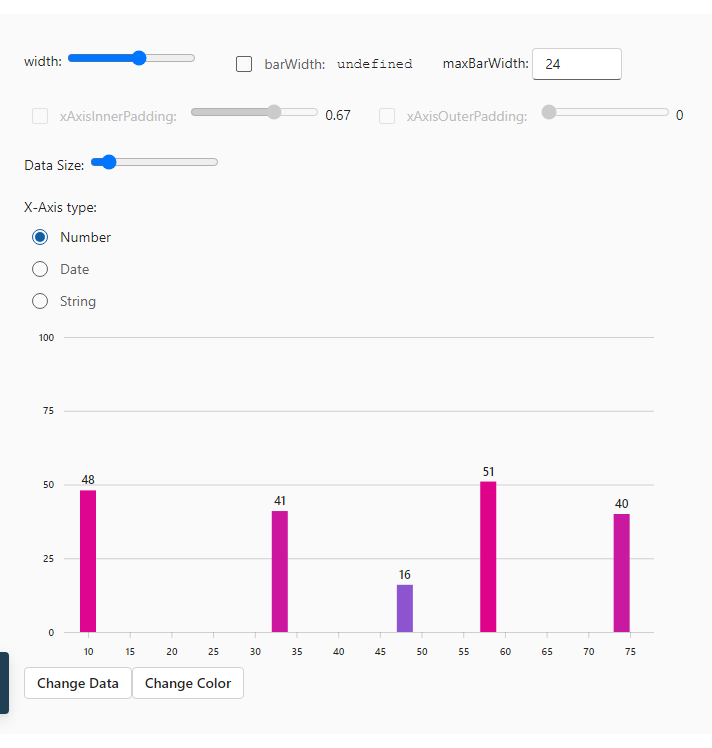 width: barWidth: undefined maxBarWidth: 24
xAxisInnerPadding: 0.67 xAxisOuterPadding: 0
Data Size:
X-Axis type:
Number
Date
String
100
75
51
48
50
41
40
25
16
0
10 15 20 25 30 35 40 45 50 55 60 65 70 75
Change Data Change Color